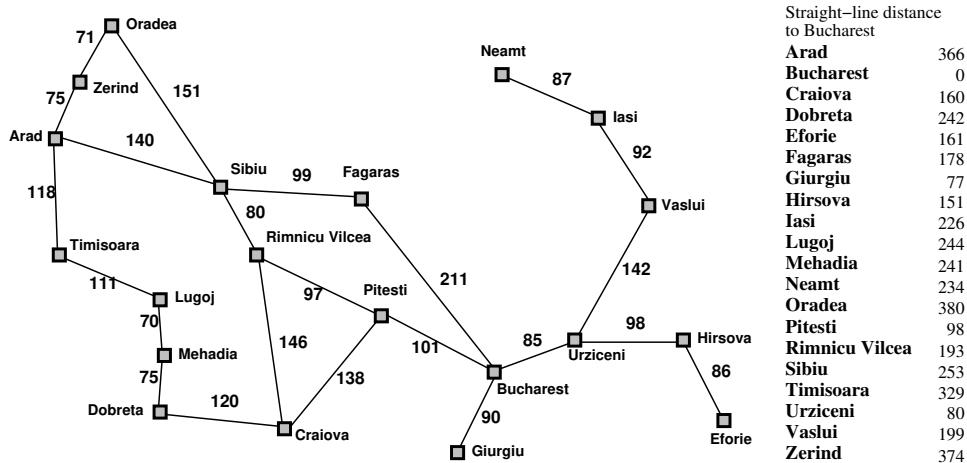 Oradea
71
Neamt
87
Zerind
151
75
Iasi
Arad
140
92
Sibiu
99
Fagaras
118
80
Vaslui
Rimnicu Vilcea
Timisoara
142
111
211
Lugoj
97
Pitesti
70
98
Hirsova
146
85
101
Urziceni
Mehadia
138
86
75
Bucharest
120
90
Dobreta
Craiova
Eforie
Giurgiu
Straight−line distance
to Bucharest
Arad 366
Bucharest 0
Craiova 160
Dobreta 242
Eforie 161
Fagaras 178
Giurgiu 77
Hirsova 151
Iasi 226
Lugoj 244
Mehadia 241
Neamt 234
Oradea 380
Pitesti 98
Rimnicu Vilcea 193
Sibiu 253
Timisoara 329
Urziceni 80
Vaslui 199
Zerind 374